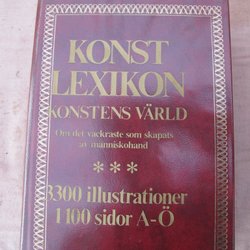 KONST
LEXIKON
KONSTENS VÄRLD
Om det vackraste som skapats
av människohand
***
3300 illustrationer
1100 sidor A-Ö